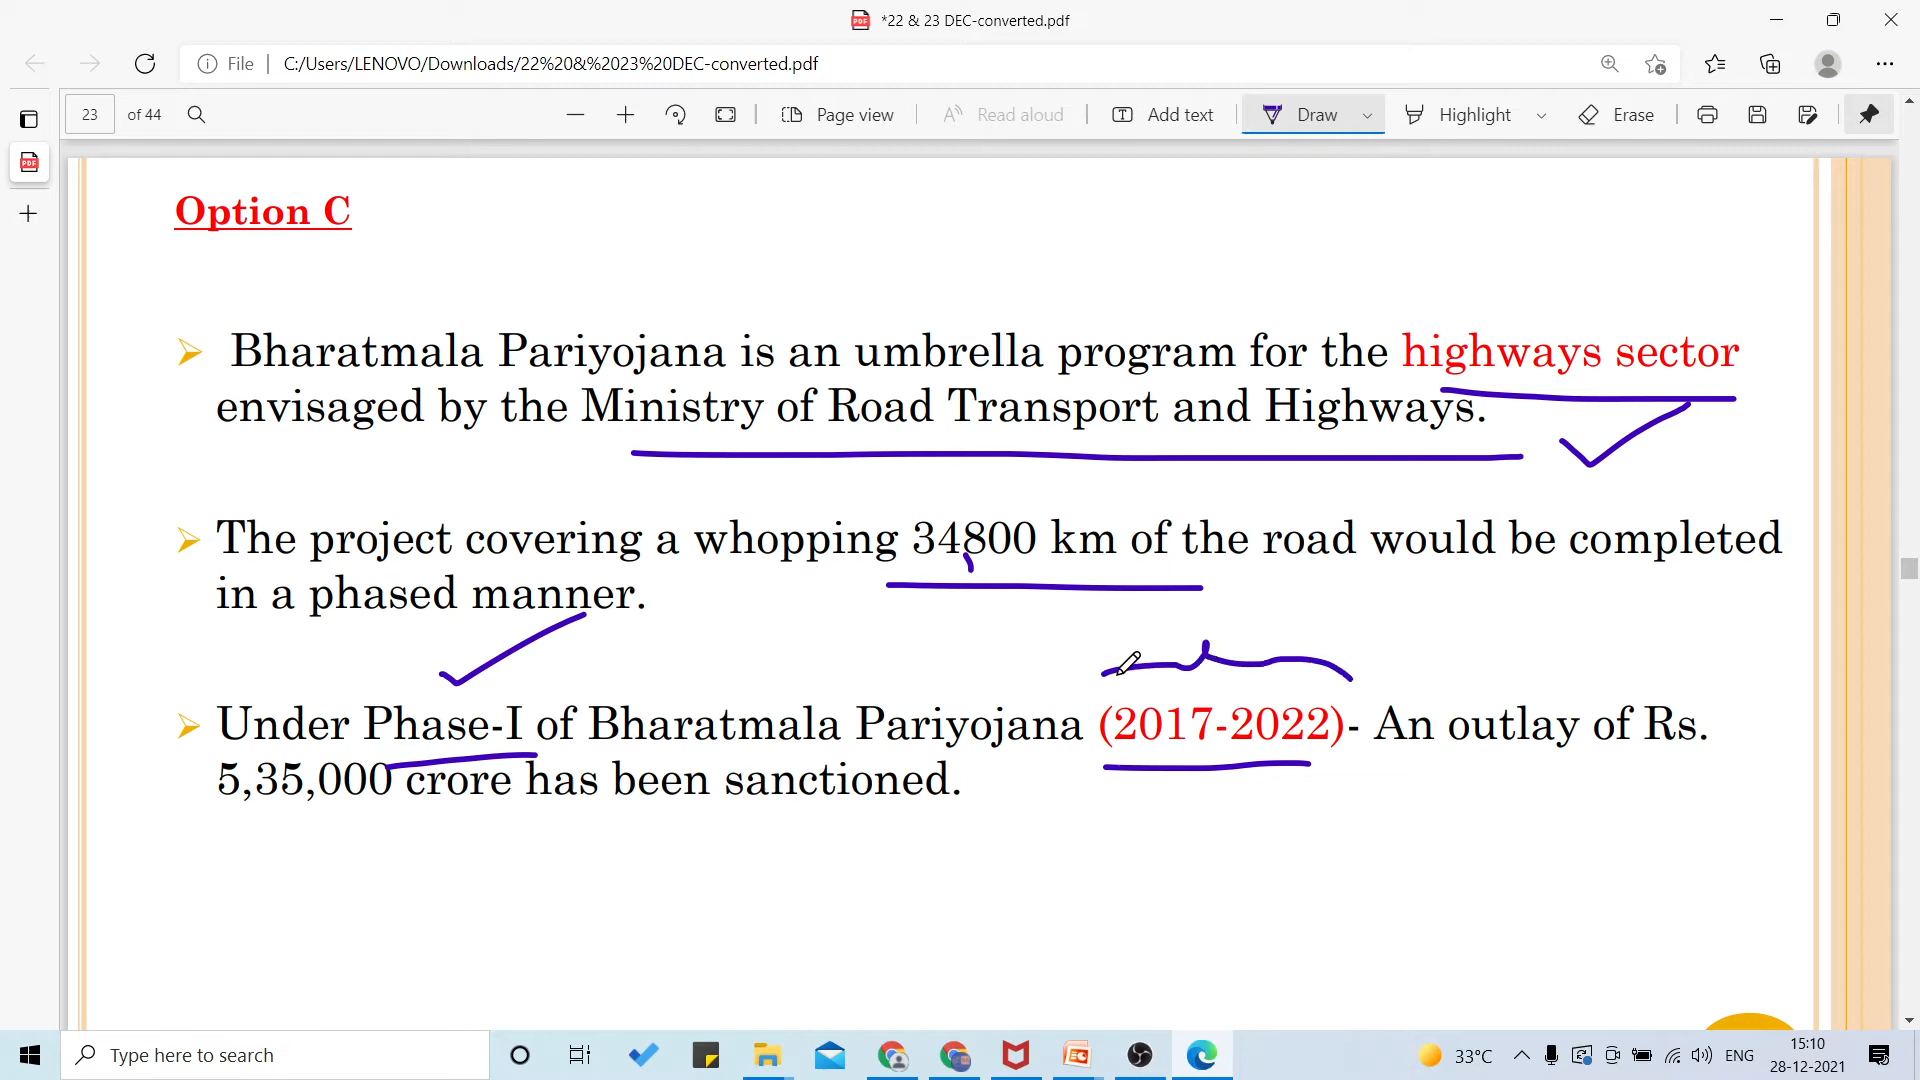 *22 & 23 DEC-converted.pdf
File | C:/Users/LENOVO/Downloads/22%20&%2023%20DEC-converted.pdf
23 of 44 Page view Read aloud Add text Draw Highlight Erase
Option C
Bharatmala Pariyojana is an umbrella program for the highways sector
envisaged by the Ministry of Road Transport and Highways.
The project covering a whopping 34800 km of the road would be completed
in a phased manner.
Under Phase-I of Bharatmala Pariyojana (2017-2022)- An outlay of Rs.
5,35,000 crore has been sanctioned.
Type here to search
33°C ENG
15:10
28-12-2021